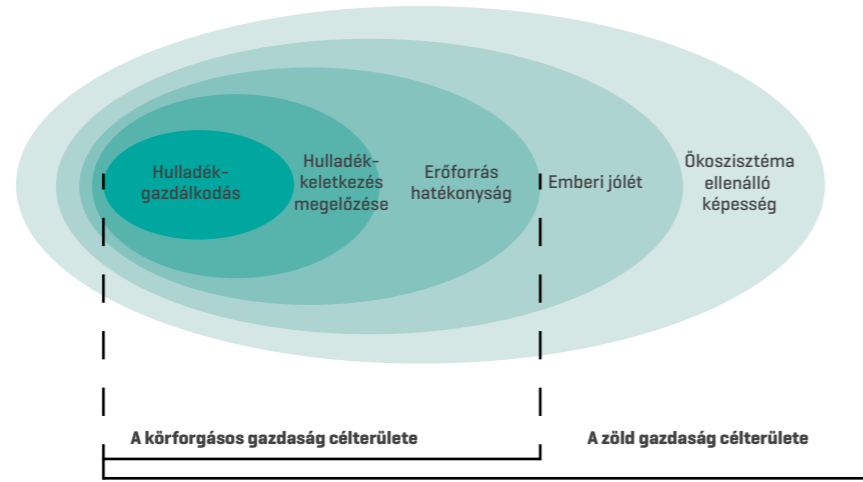 Hulladék-
gazdálkodás
Hulladék-
keletkezés
megelőzése
Erőforrás
hatékonyság
Emberi jólét
Ökoszisztéma
ellenálló
képesség
A körforgásos gazdaság célterülete
A zöld gazdaság célterülete